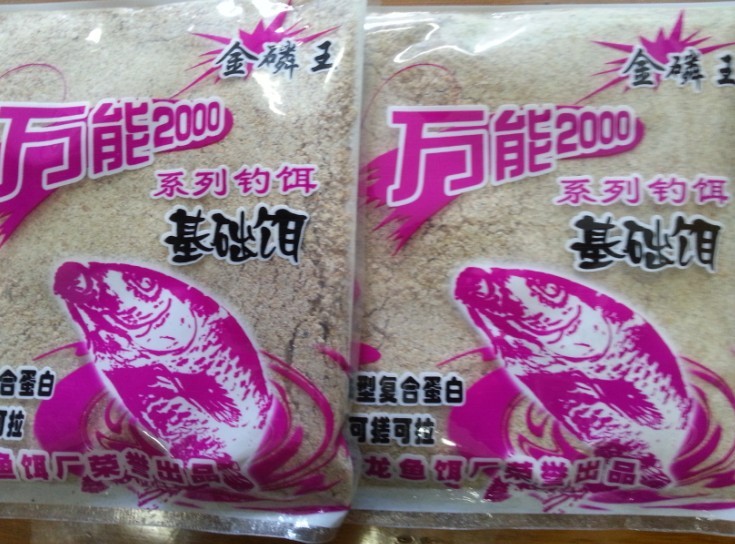 金磷王
万能2000
系列钓饵
基础饵
合蛋白
可拉
鱼饵厂荣誉出品
金磷王
万能2000
系列钓饵
基础饵
型复合蛋白
可搓可拉
龙鱼饵厂荣誉出品